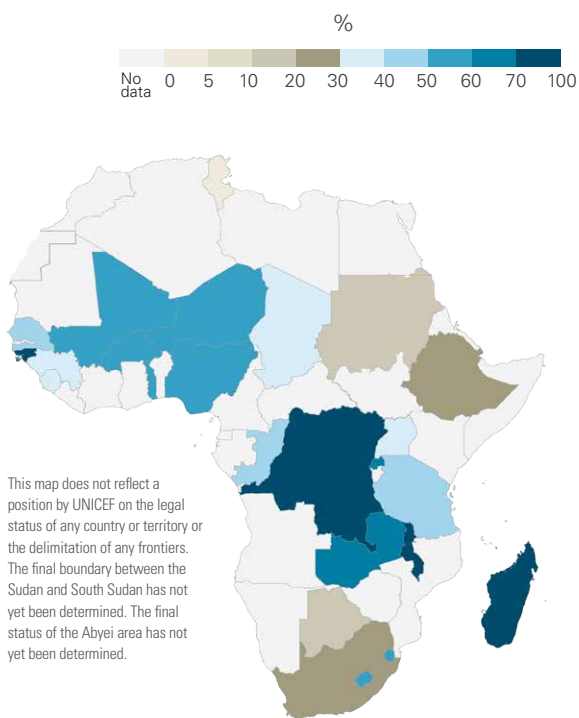 %
No data 0 5 10 20 30 40 50 60 70 100
This map does not reflect a
position by UNICEF on the legal
status of any country or territory or
the delimitation of any frontiers.
The final boundary between the
Sudan and South Sudan has not
yet been determined. The final
status of the Abyei area has not
yet been determined.